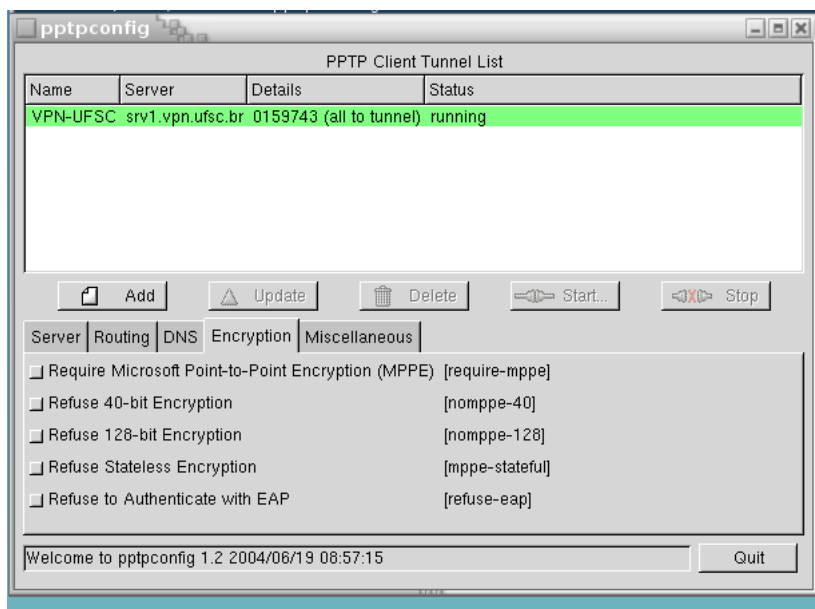 pptpconfig
PPTP Client Tunnel List
Name Server Details Status
VPN-UFSC srv1.vpn.ufsc.br 0159743 (all to tunnel) running
Add Update Delete Start... Stop
Server Routing DNS Encryption Miscellaneous
Require Microsoft Point-to-Point Encryption (MPPE) [require-mppe]
Refuse 40-bit Encryption [nomppe-40]
Refuse 128-bit Encryption [nomppe-128]
Refuse Stateless Encryption [mppe-stateful]
Refuse to Authenticate with EAP [refuse-eap]
Welcome to pptpconfig 1.2 2004/06/19 08:57:15 Quit